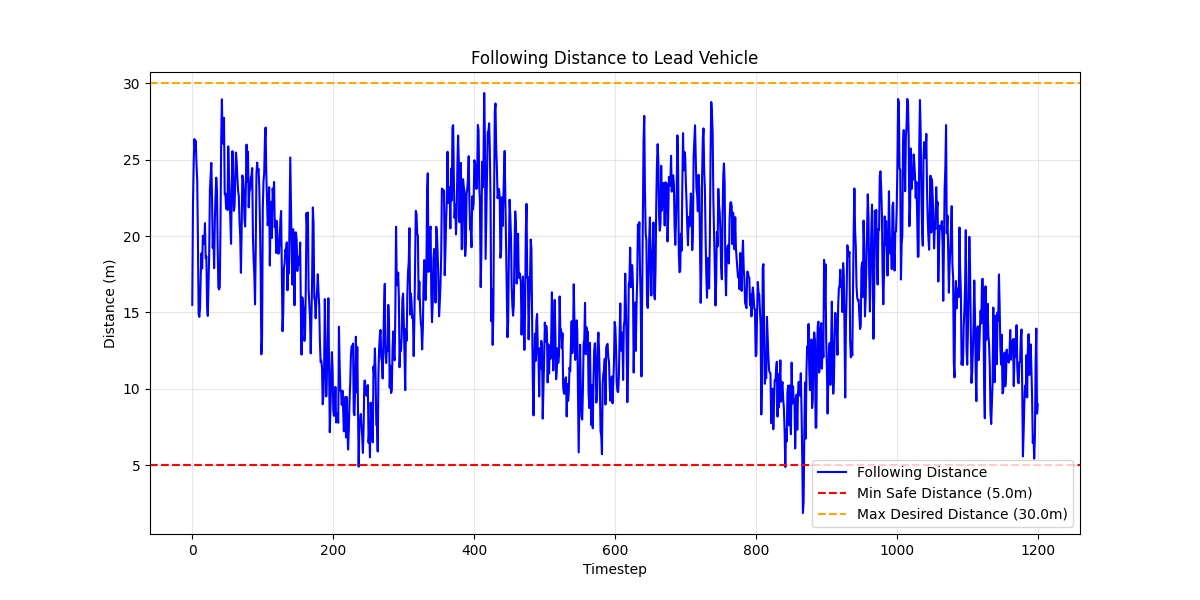 Following Distance to Lead Vehicle
30
25
20
15
10
5
Distance (m)
0 200 400 600 800 1000 1200
Timestep
Following Distance
Min Safe Distance (5.0m)
Max Desired Distance (30.0m)